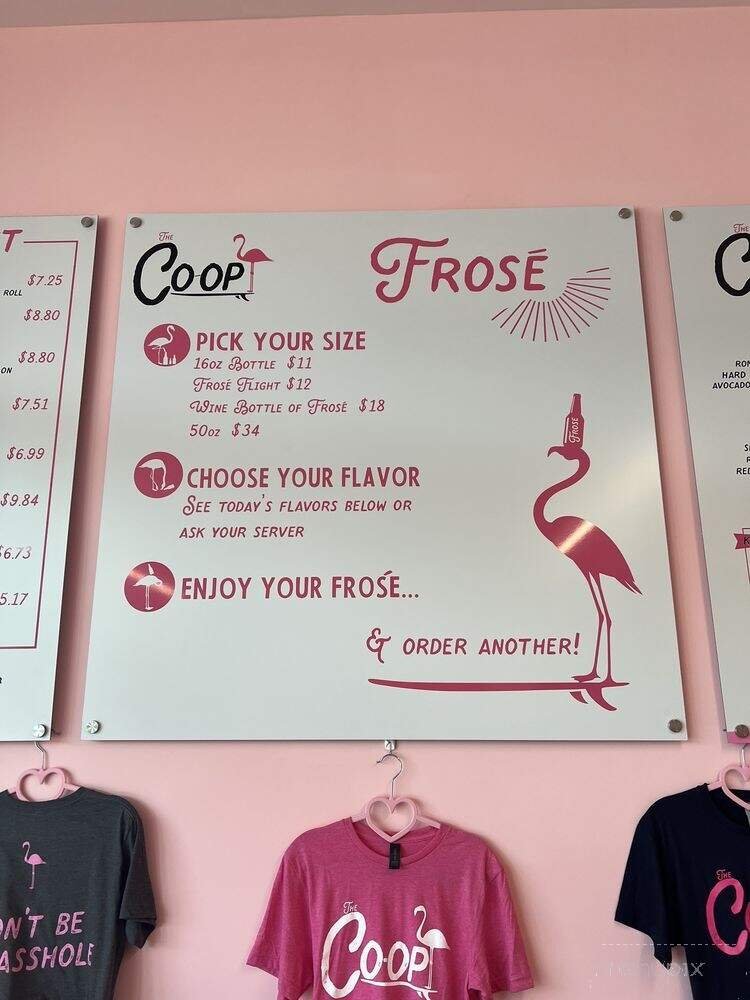 T
$7.25
ROLL
$8.80
$8.80
ON
$7.51
$6.99
$9.84
$6.73
5.17
THE
CO-OP
FROSÉ
PICK YOUR SIZE
16OZ BOTTLE $11
FROSÉ FLIGHT $12
WINE BOTTLE OF FROSÉ $18
50OZ $34
CHOOSE YOUR FLAVOR
SEE TODAY'S FLAVORS BELOW OR
ASK YOUR SERVER
ENJOY YOUR FROSÉ...
& ORDER ANOTHER!
FROSÉ
THE
C
HARD
AVOCADO
RED
K
N'T BE
ASSHOLE
THE
CO-OP
THE
C